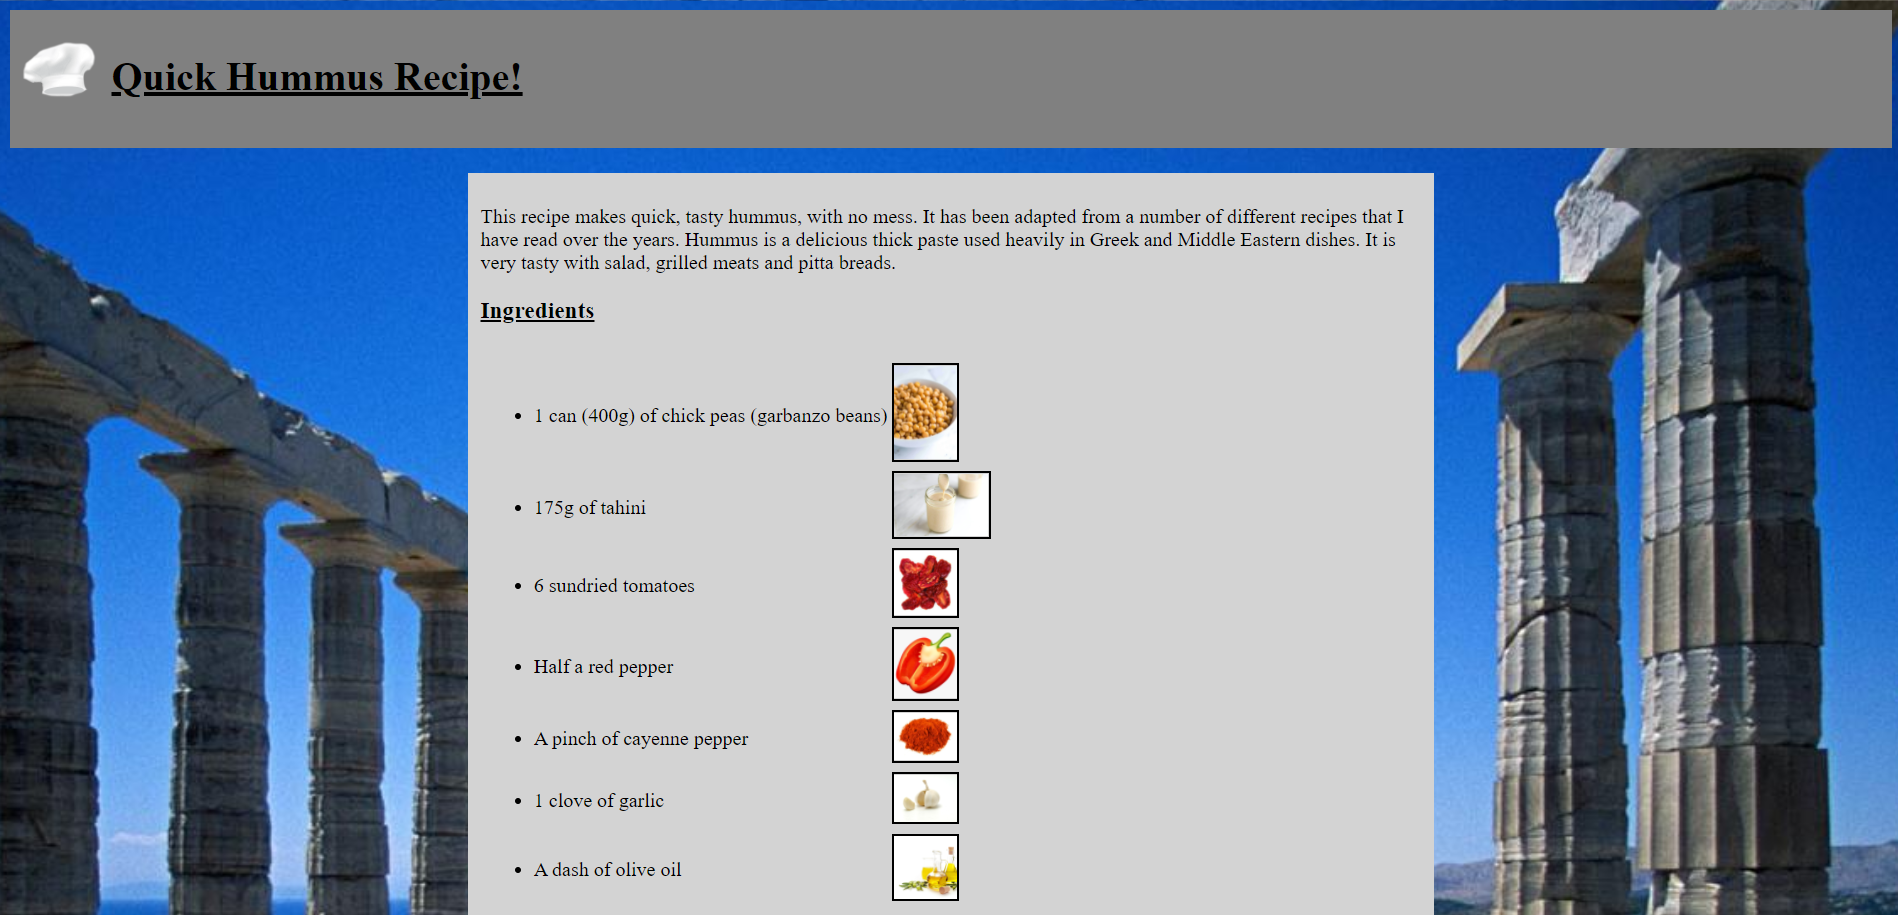 Quick Hummus Recipe!
This recipe makes quick, tasty hummus, with no mess. It has been adapted from a number of different recipes that I
have read over the years. Hummus is a delicious thick paste used heavily in Greek and Middle Eastern dishes. It is
very tasty with salad, grilled meats and pitta breads.
Ingredients
1 can (400g) of chick peas (garbanzo beans)
175g of tahini
6 sundried tomatoes
Half a red pepper
A pinch of cayenne pepper
1 clove of garlic
A dash of olive oil